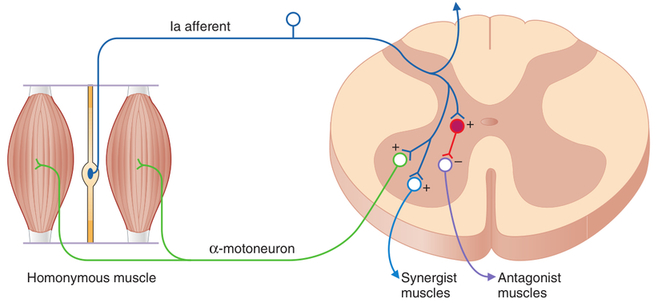 Ia afferent
+
+
−
+
α-motoneuron
Homonymous muscle
Synergist
muscles
Antagonist
muscles